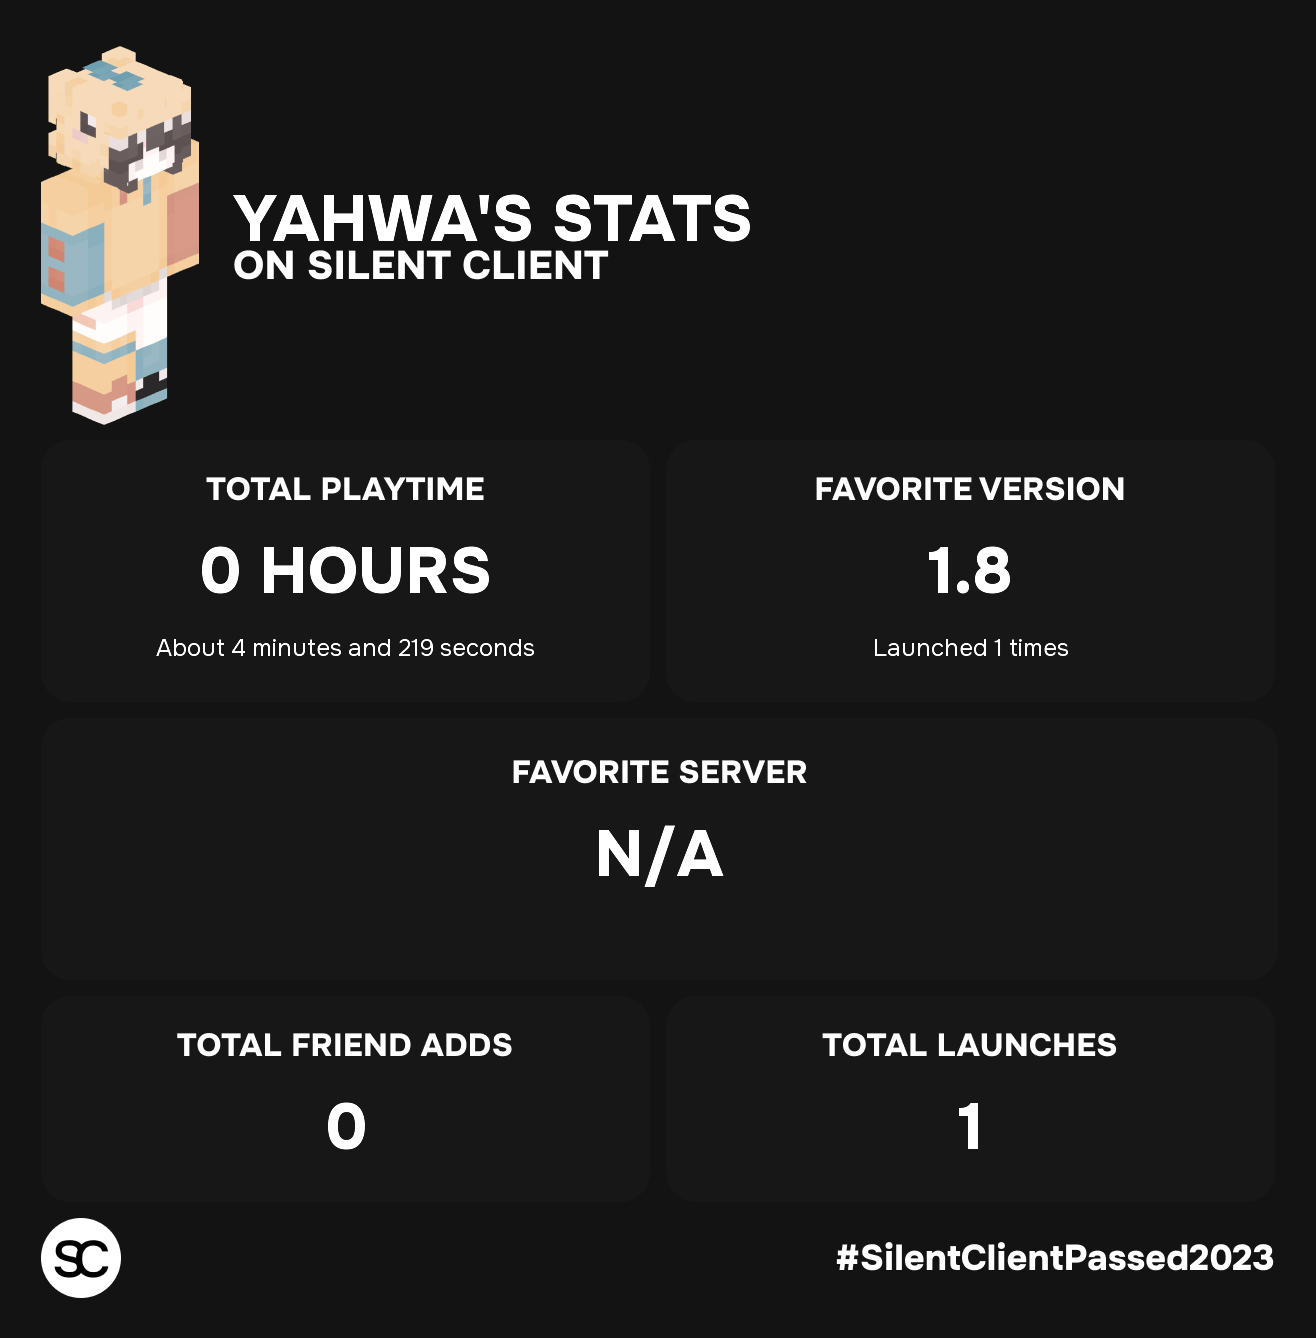 YAHWA'S STATS
ON SILENT CLIENT
TOTAL PLAYTIME
0 HOURS
About 4 minutes and 219 seconds
FAVORITE VERSION
1.8
Launched 1 times
FAVORITE SERVER
N/A
TOTAL FRIEND ADDS
0
TOTAL LAUNCHES
1
SC
#SilentClientPassed2023